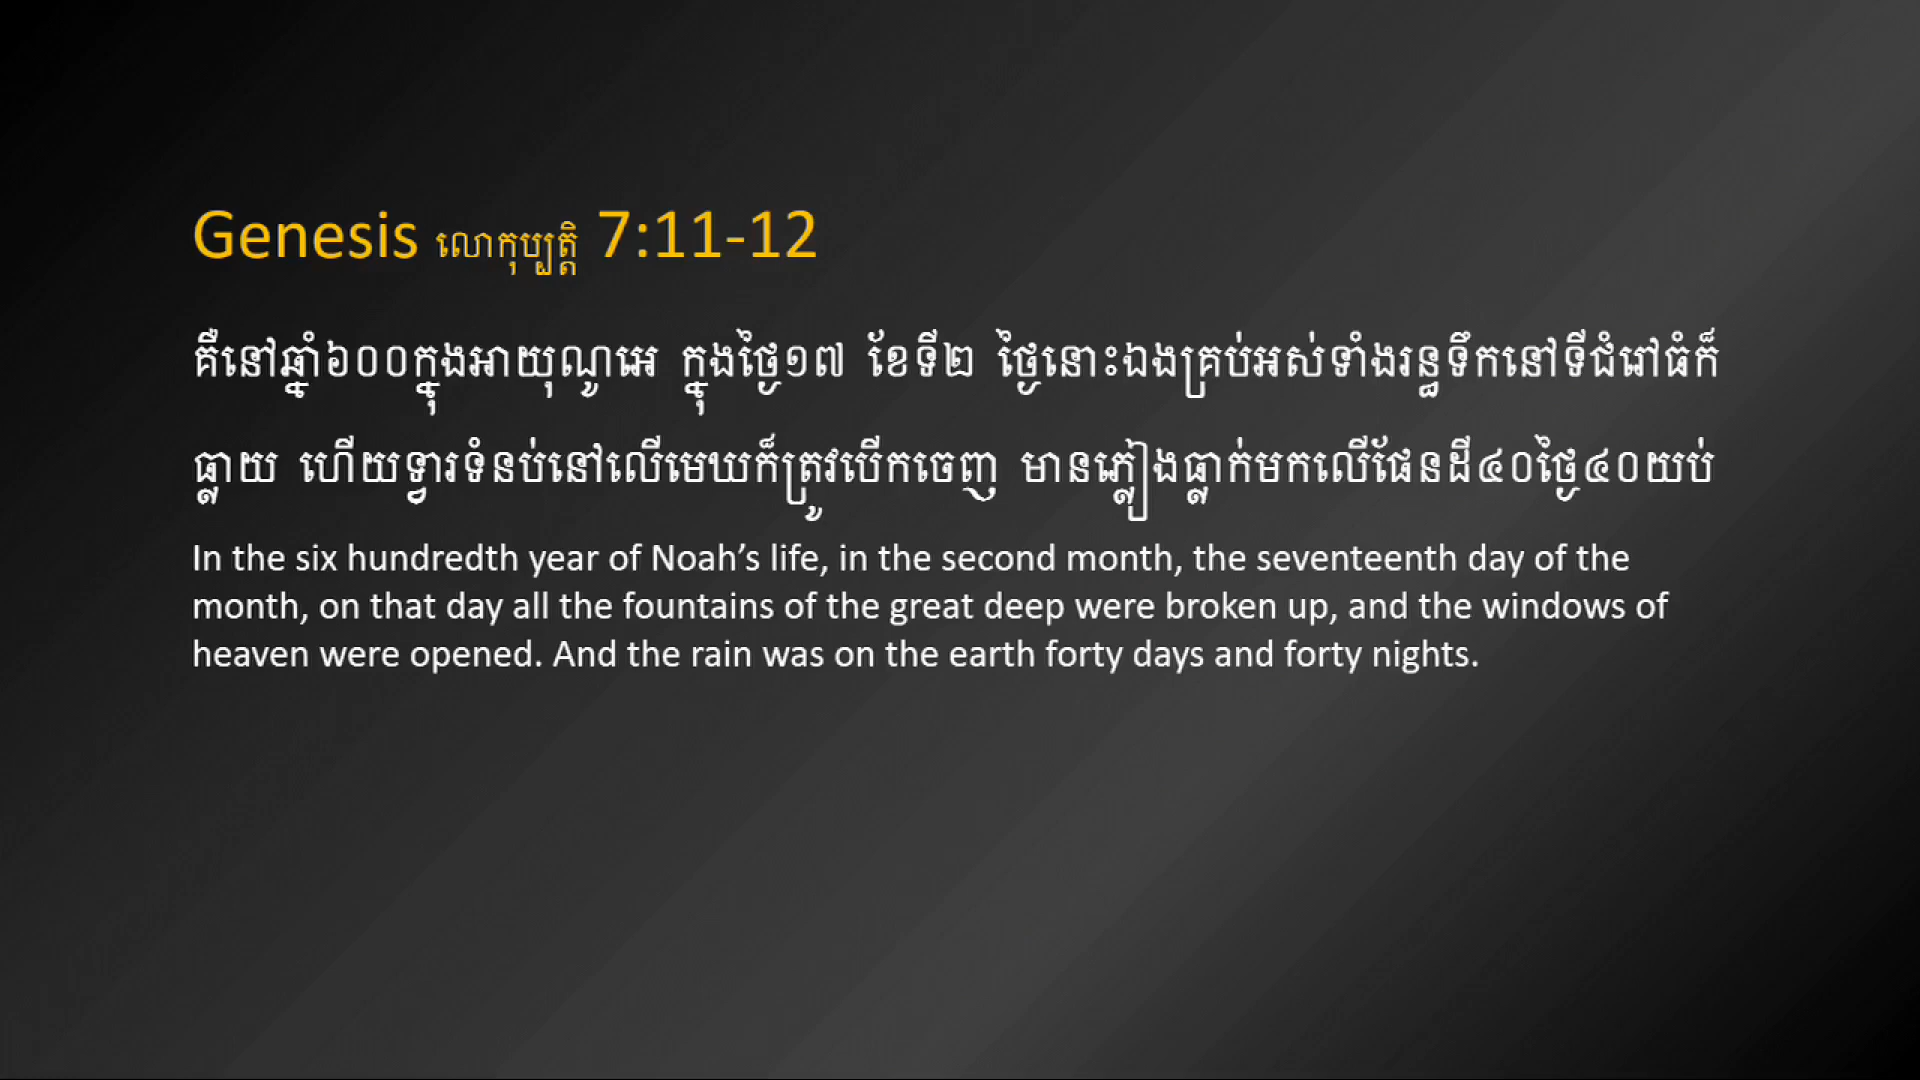 Genesis លោកុប្បត្តិ 7:11-12
គឺនៅឆ្នាំ៦០០ក្នុងអាយុណូអេ ក្នុងថ្ងៃ១៧ ខែទី២ ថ្ងៃនោះឯងគ្រប់អស់ទាំងរន្ធទឹកនៅទីជំរៅធំក៏
ធ្លាយ ហើយទ្វារទំនប់នៅលើមេឃក៏ត្រូវបើកចេញ មានភ្លៀងធ្លាក់មកលើផែនដី៤០ថ្ងៃ៤០យប់
In the six hundredth year of Noah’s life, in the second month, the seventeenth day of the
month, on that day all the fountains of the great deep were broken up, and the windows of
heaven were opened. And the rain was on the earth forty days and forty nights.